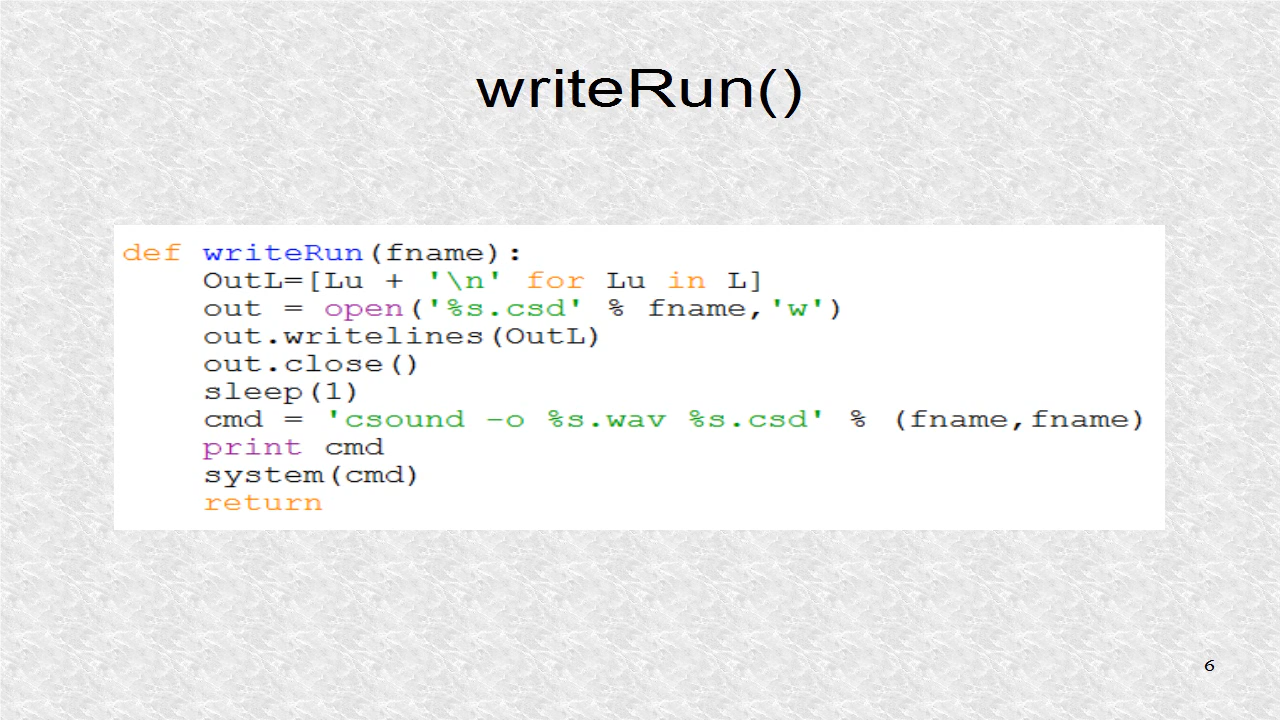 writeRun()
def writeRun(fname):
    OutL=[Lu + '\n' for Lu in L]
    out = open('%s.csd' % fname,'w')
    out.writelines(OutL)
    out.close()
    sleep(1)
    cmd = 'csound -o %s.wav %s.csd' % (fname,fname)
    print cmd
    system(cmd)
    return
6